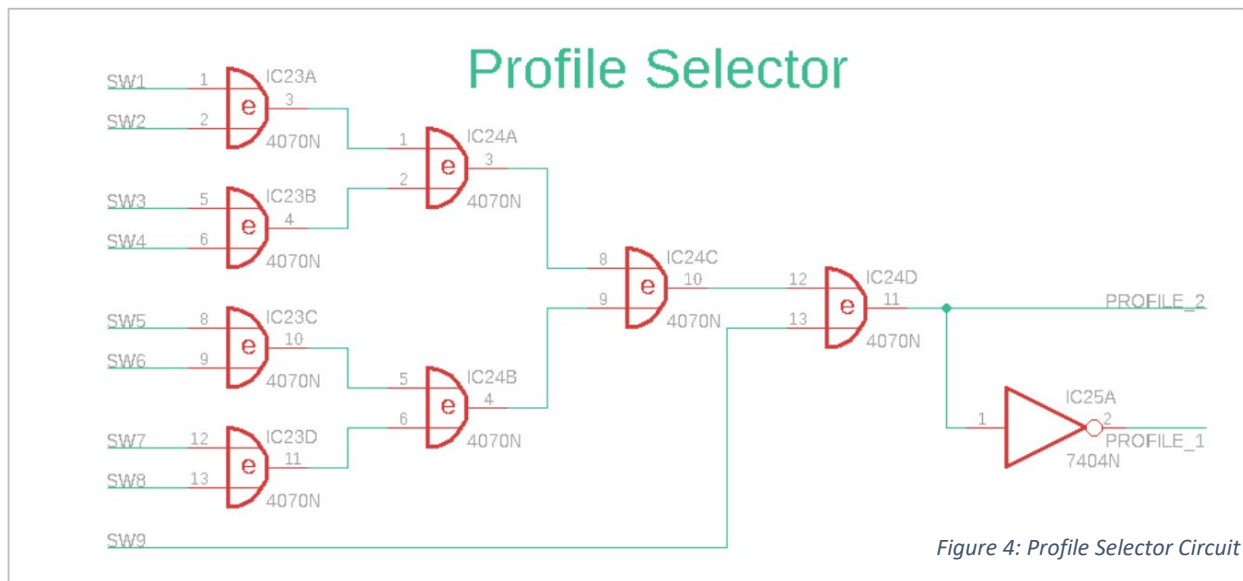 Profile Selector
SW1
1
IC23A
3
SW2
2
e
4070N
1
IC24A
3
2
e
4070N
SW3
5
IC23B
4
SW4
6
e
4070N
8
IC24C
10
9
e
4070N
12
IC24D
11
13
e
4070N
PROFILE_2
SW5
8
IC23C
10
SW6
9
e
4070N
5
IC24B
4
6
e
4070N
1
IC25A
2
7404N
PROFILE_1
SW7
12
IC23D
11
SW8
13
e
4070N
SW9
Figure 4: Profile Selector Circuit